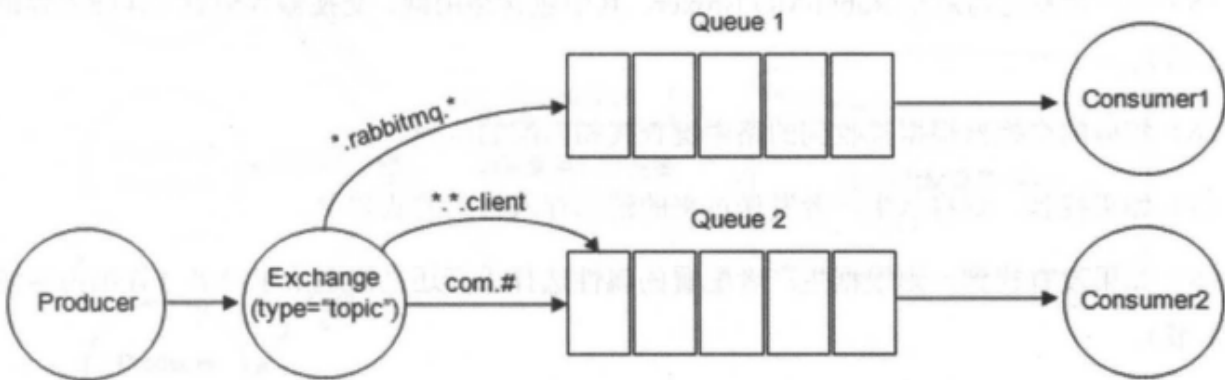 Queue 1
Consumer1
*.rabbitmq.*
*.*.client
Queue 2
Producer
Exchange
(type="topic")
com.#
Consumer2